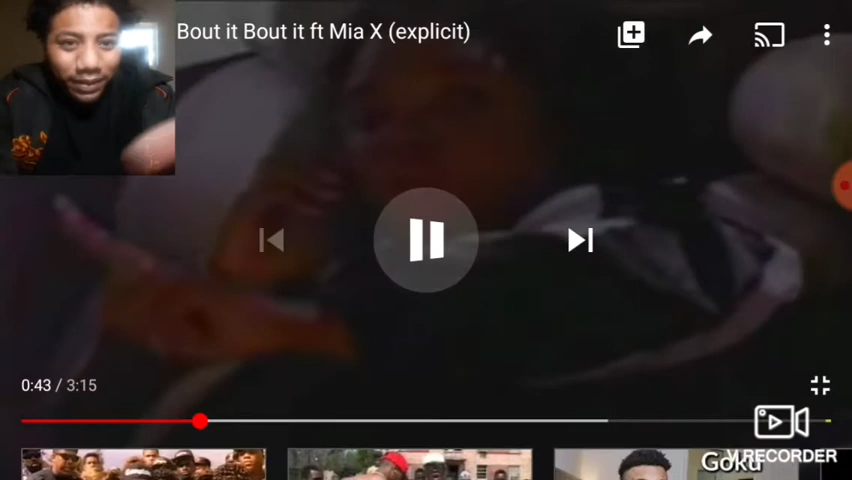 Bout it Bout it ft Mia X (explicit)
0:43 / 3:15
Goku
V RECORDER